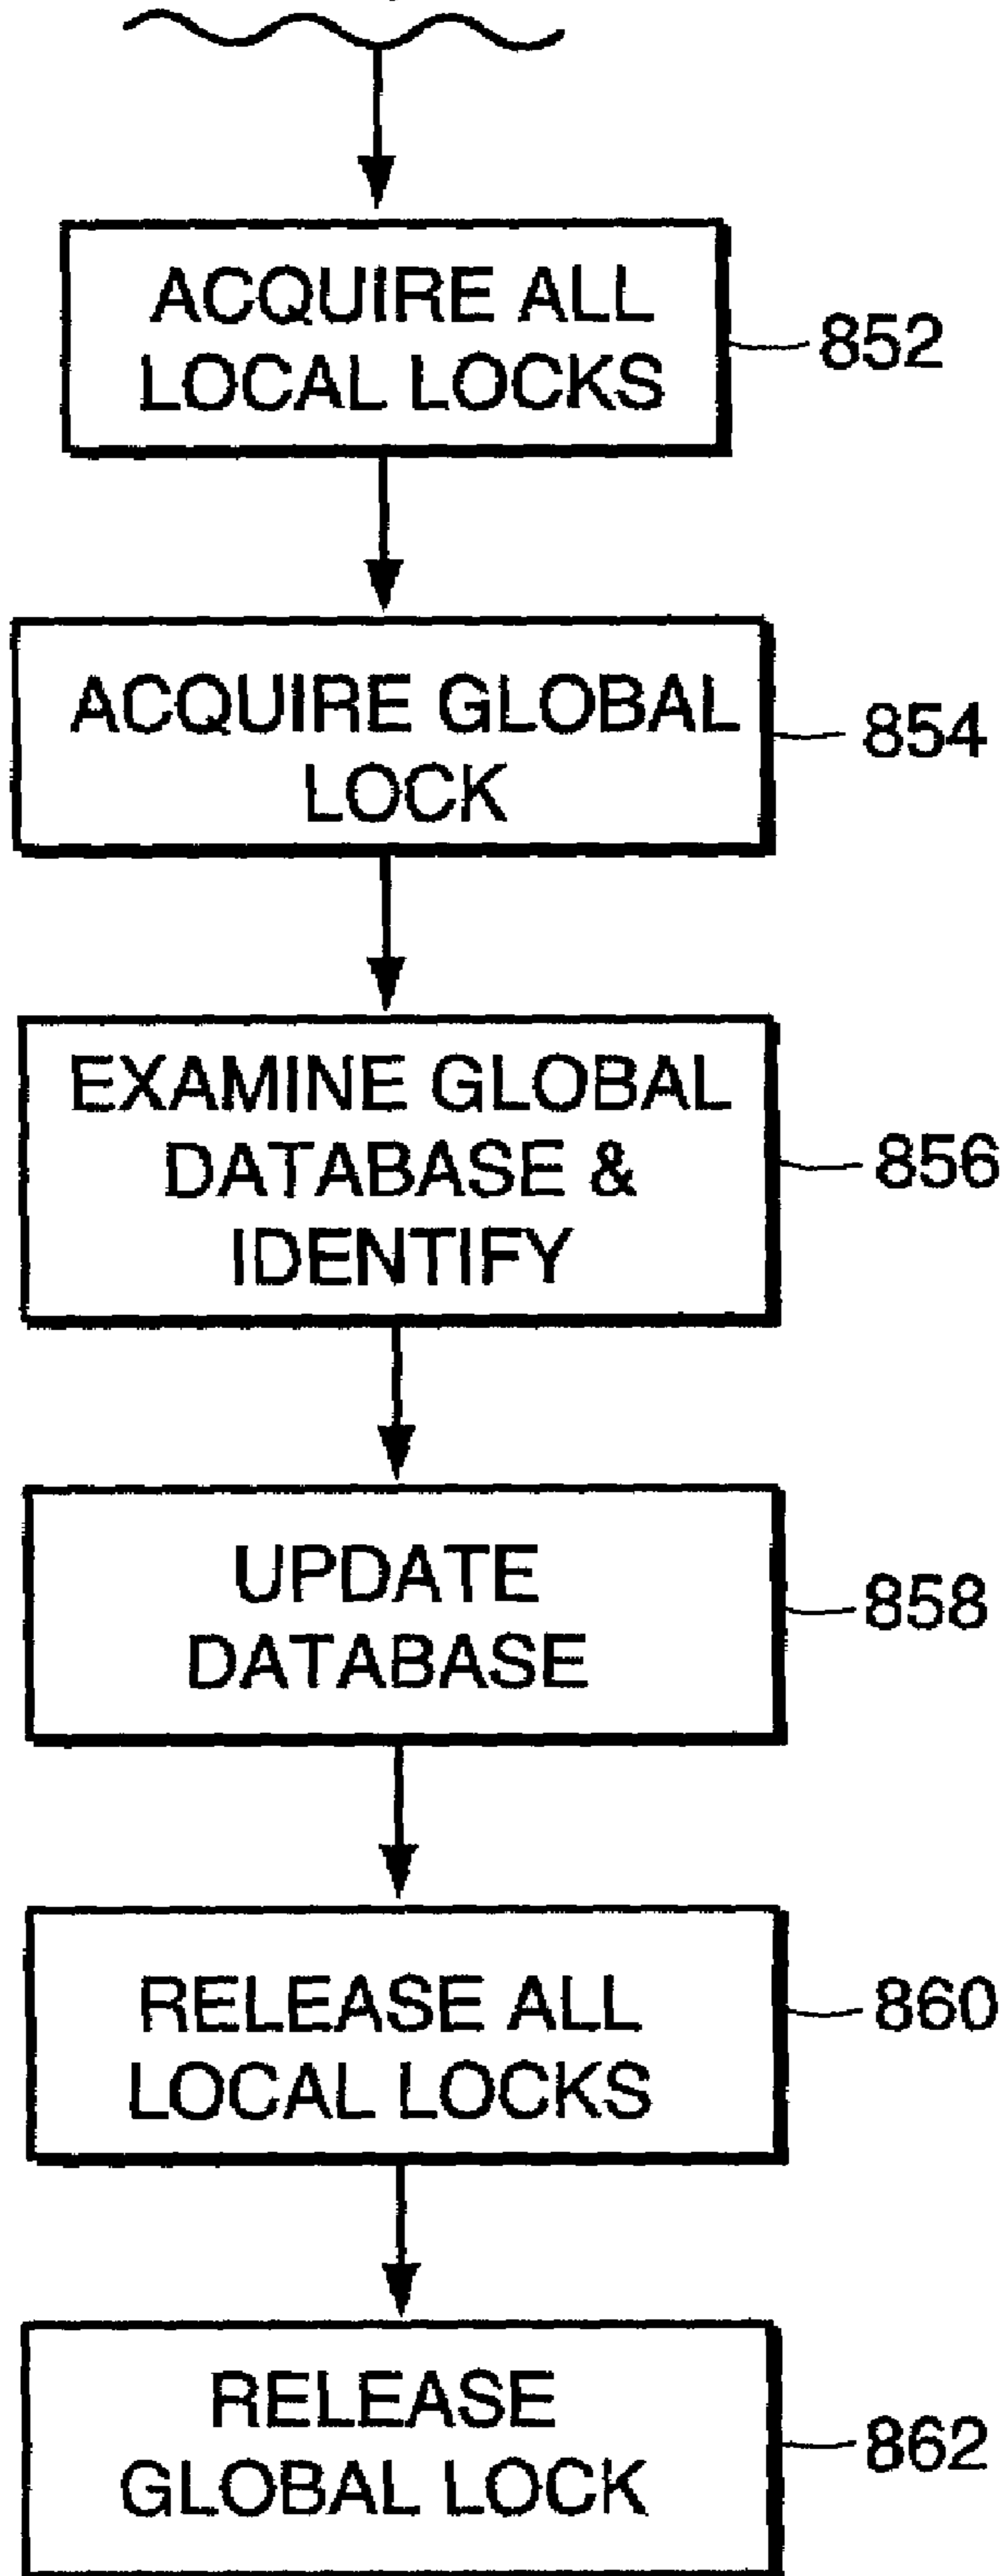 ACQUIRE ALL
LOCAL LOCKS
852
ACQUIRE GLOBAL
LOCK
854
EXAMINE GLOBAL
DATABASE &
IDENTIFY
856
UPDATE
DATABASE
858
RELEASE ALL
LOCAL LOCKS
860
RELEASE
GLOBAL LOCK
862